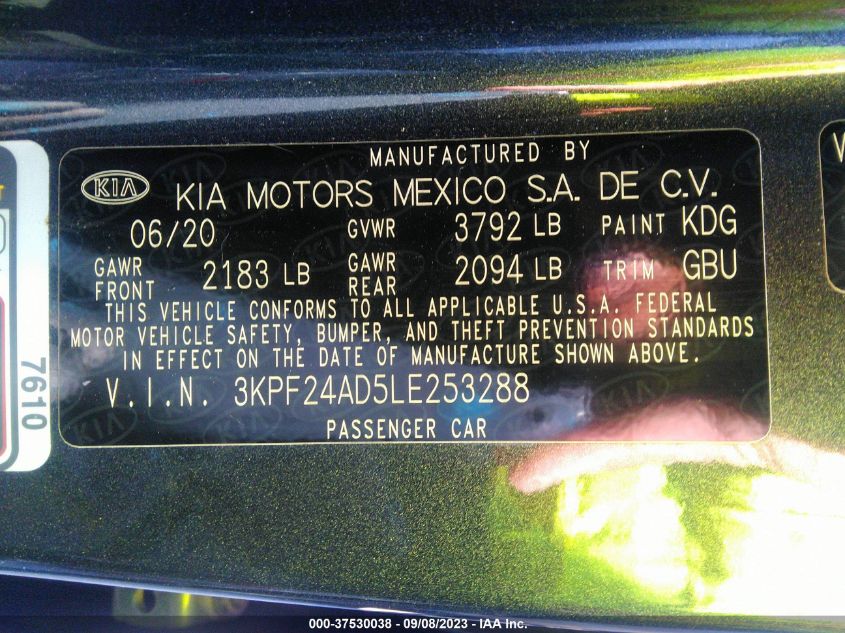 MANUFACTURED BY
KIA KIA MOTORS MEXICO S.A. DE C.V.
06/20 GVWR 3792 LB PAINT KDG
GAWR FRONT 2183 LB GAWR REAR 2094 LB TRIM GBU
THIS VEHICLE CONFORMS TO ALL APPLICABLE U.S.A. FEDERAL
MOTOR VEHICLE SAFETY, BUMPER, AND THEFT PREVENTION STANDARDS
IN EFFECT ON THE DATE OF MANUFACTURE SHOWN ABOVE.
V.I.N. 3KPF24AD5LE253288
PASSENGER CAR
7610
000-37530038 - 09/08/2023 - IAA Inc.